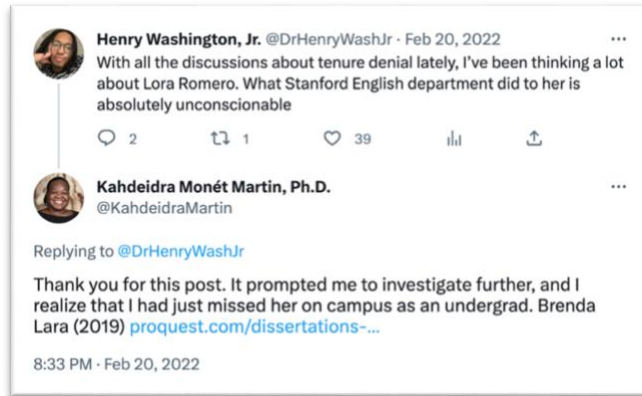 Henry Washington, Jr. @DrHenryWashJr · Feb 20, 2022
With all the discussions about tenure denial lately, I've been thinking a lot
about Lora Romero. What Stanford English department did to her is
absolutely unconscionable
2 1 39
Kahdeidra Monét Martin, Ph.D.
@KahdeidraMartin
Replying to @DrHenryWashJr
Thank you for this post. It prompted me to investigate further, and I
realize that I had just missed her on campus as an undergrad. Brenda
Lara (2019) proquest.com/dissertations-...
8:33 PM · Feb 20, 2022